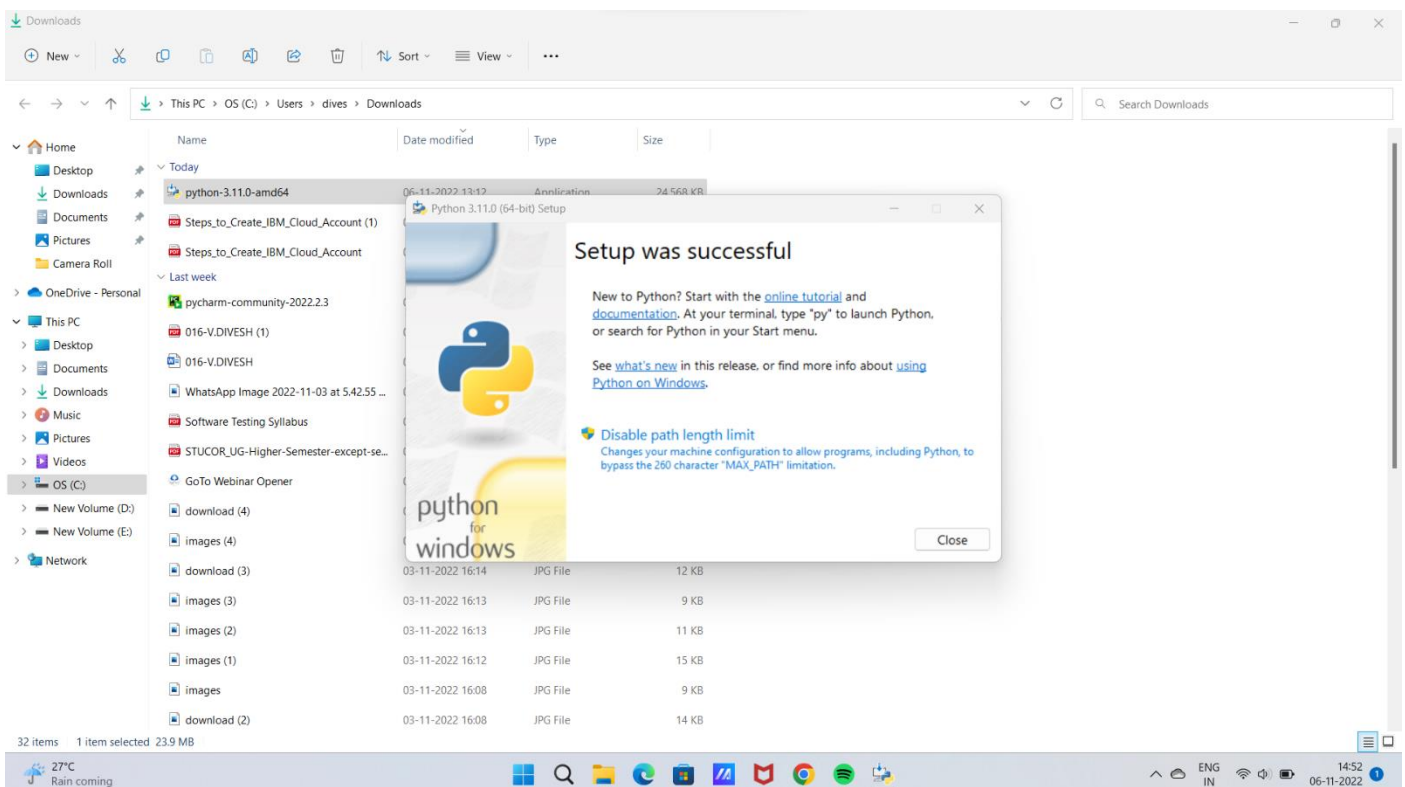 Downloads
New
Sort
View
This PC > OS (C:) > Users > dives > Downloads
Search Downloads
Home
Desktop
Downloads
Documents
Pictures
Camera Roll
OneDrive - Personal
This PC
Desktop
Documents
Downloads
Music
Pictures
Videos
OS (C:)
New Volume (D:)
New Volume (E:)
Network
Name Date modified Type Size
Today
python-3.11.0-amd64 06-11-2022 13:12 Application 24,568 KB
Steps_to_Create_IBM_Cloud_Account (1)
Steps_to_Create_IBM_Cloud_Account
Last week
pycharm-community-2022.2.3
016-V.DIVESH (1)
016-V.DIVESH
WhatsApp Image 2022-11-03 at 5.42.55 ...
Software Testing Syllabus
STUCOR_UG-Higher-Semester-except-se...
GoTo Webinar Opener
download (4)
images (4)
download (3) 03-11-2022 16:14 JPG File 12 KB
images (3) 03-11-2022 16:13 JPG File 9 KB
images (2) 03-11-2022 16:13 JPG File 11 KB
images (1) 03-11-2022 16:12 JPG File 15 KB
images 03-11-2022 16:08 JPG File 9 KB
download (2) 03-11-2022 16:08 JPG File 14 KB
Python 3.11.0 (64-bit) Setup
Setup was successful
New to Python? Start with the online tutorial and
documentation. At your terminal, type "py" to launch Python,
or search for Python in your Start menu.
See what's new in this release, or find more info about using
Python on Windows.
Disable path length limit
Changes your machine configuration to allow programs, including Python, to
bypass the 260 character "MAX_PATH" limitation.
python
for
windows
Close
32 items 1 item selected 23.9 MB
27°C
Rain coming
ENG
IN
14:52
06-11-2022
1